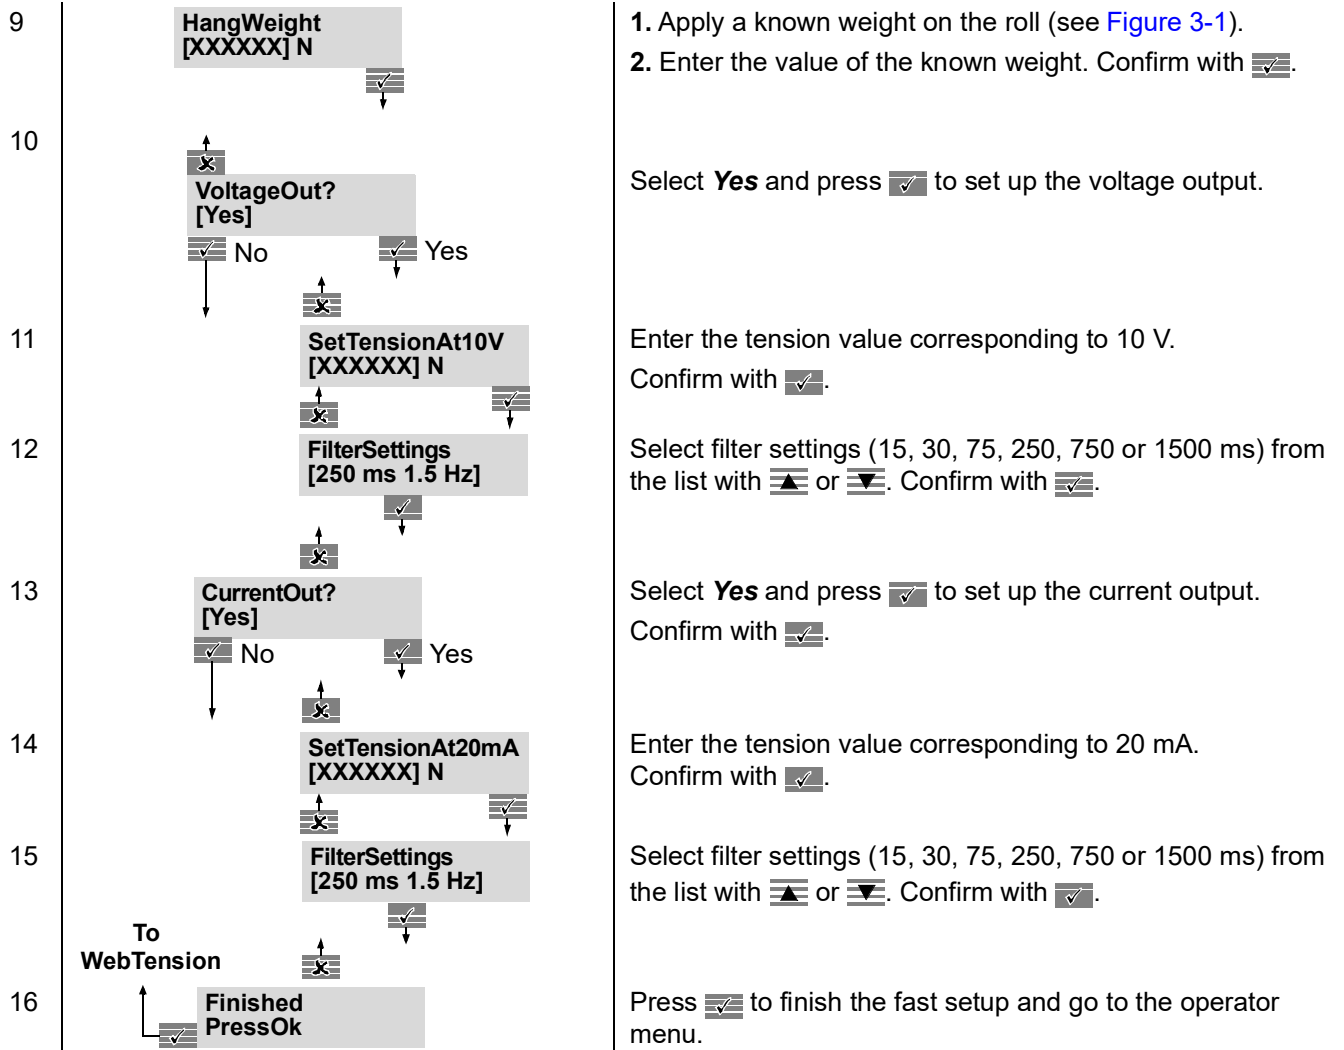 9
HangWeight
[XXXXXX] N
1. Apply a known weight on the roll (see Figure 3-1).
2. Enter the value of the known weight. Confirm with ✓.
10
✗
VoltageOut?
[Yes]
✓ No ✓ Yes
Select Yes and press ✓ to set up the voltage output.
11
SetTensionAt10V
[XXXXXX] N
Enter the tension value corresponding to 10 V.
Confirm with ✓.
12
FilterSettings
[250 ms 1.5 Hz]
Select filter settings (15, 30, 75, 250, 750 or 1500 ms) from
the list with ▲ or ▼. Confirm with ✓.
13
CurrentOut?
[Yes]
✓ No ✓ Yes
Select Yes and press ✓ to set up the current output.
Confirm with ✓.
14
SetTensionAt20mA
[XXXXXX] N
Enter the tension value corresponding to 20 mA.
Confirm with ✓.
15
FilterSettings
[250 ms 1.5 Hz]
Select filter settings (15, 30, 75, 250, 750 or 1500 ms) from
the list with ▲ or ▼. Confirm with ✓.
To
WebTension
16
Finished
PressOk
Press ✓ to finish the fast setup and go to the operator
menu.